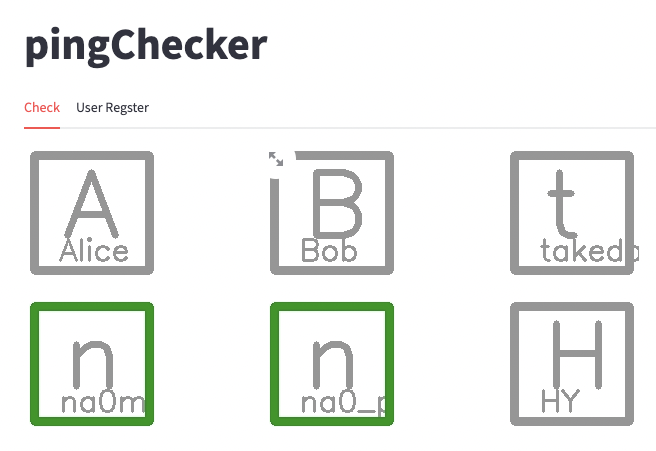 pingChecker
Check User Regster
A B t
Alice Bob takeda
n n H
na0m na0_p HY